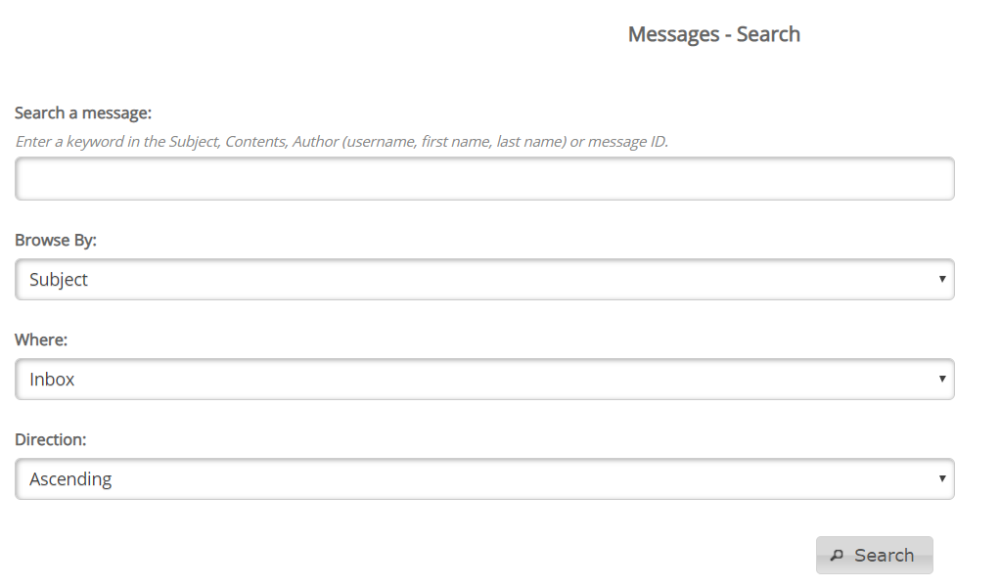 Messages - Search
Search a message:
Enter a keyword in the Subject, Contents, Author (username, first name, last name) or message ID.
Browse By:
Subject
Where:
Inbox
Direction:
Ascending
Search